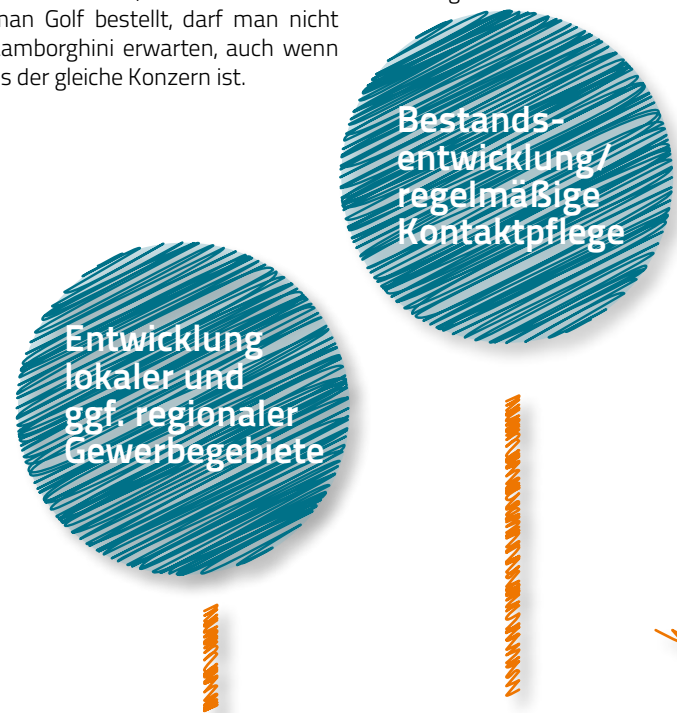 man Golf bestellt, darf man nicht
amborghini erwarten, auch wenn
s der gleiche Konzern ist.
Bestands-
entwicklung/
regelmäßige
Kontaktpflege
Entwicklung
lokaler und
ggf. regionaler
Gewerbegebiete